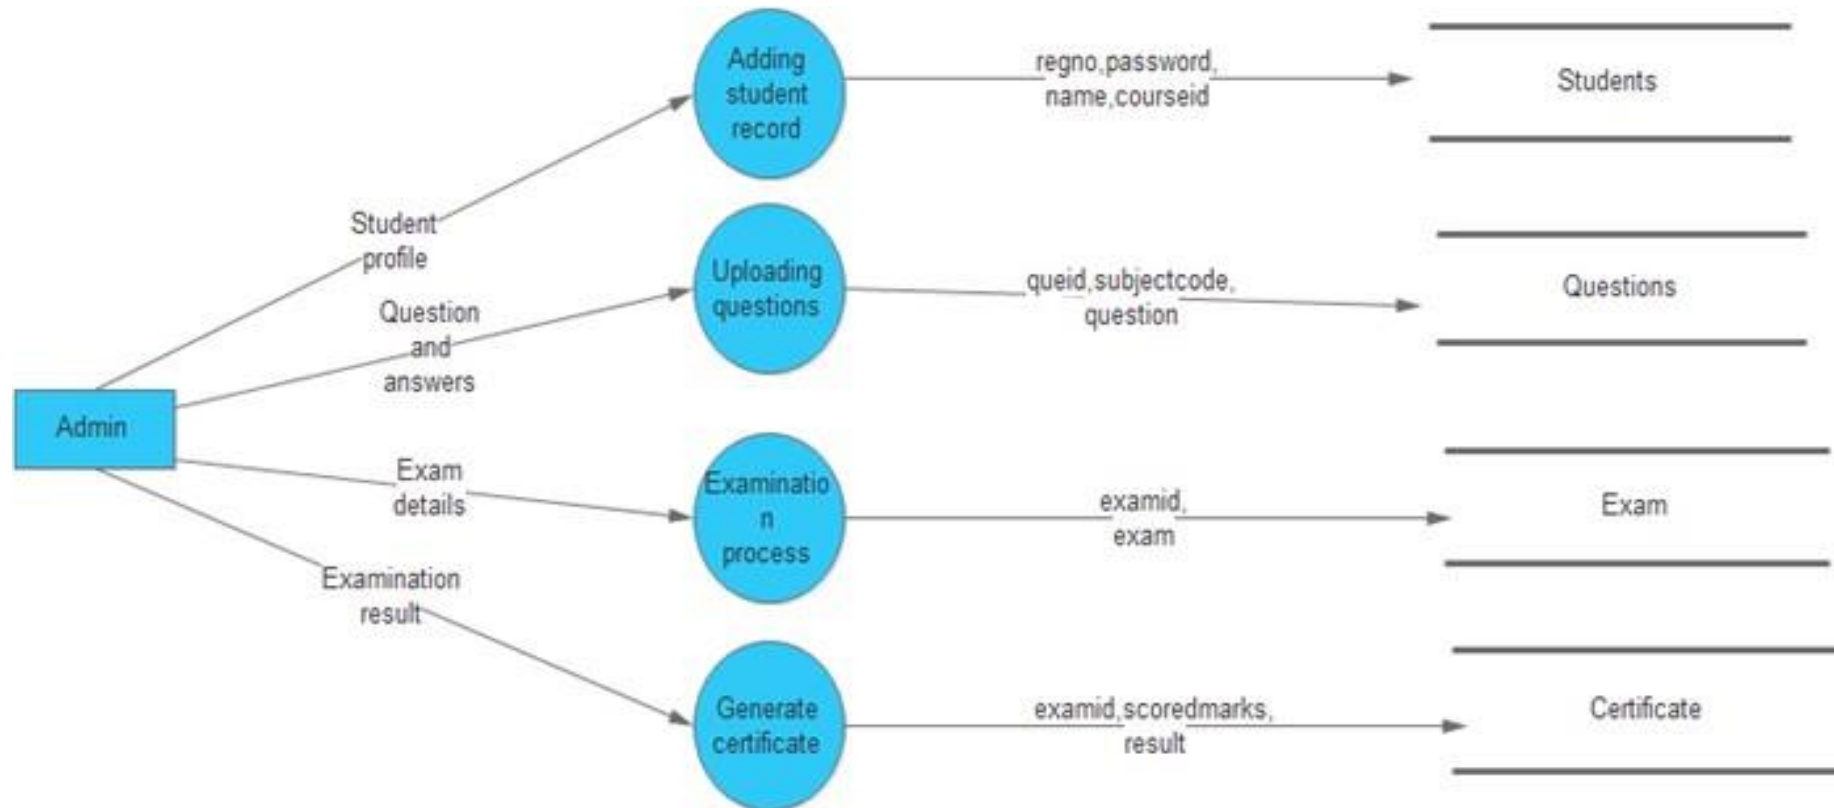 Adding
student
record
regno,password,
name,courseid
Students
Student
profile
Uploading
questions
queid,subjectcode,
question
Questions
Question
and
answers
Admin
Exam
details
Examinatio
n
process
examid,
exam
Exam
Examination
result
Generate
certificate
examid,scoredmarks,
result
Certificate